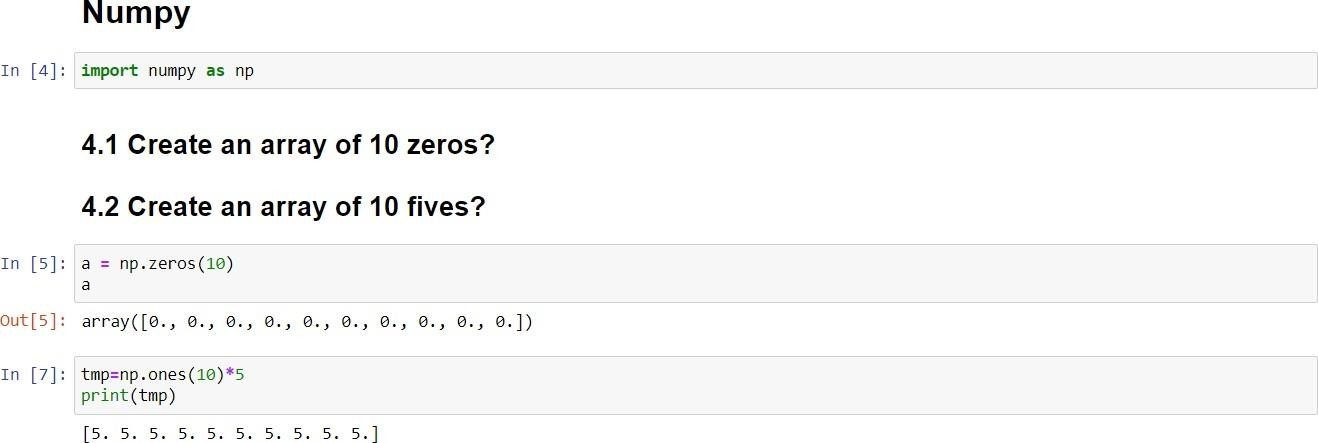 Numpy
In [4]: import numpy as np
4.1 Create an array of 10 zeros?
4.2 Create an array of 10 fives?
In [5]: a = np.zeros(10)
a
Out[5]: array([0., 0., 0., 0., 0., 0., 0., 0., 0., 0.])
In [7]: tmp=np.ones(10)*5
print(tmp)
[5. 5. 5. 5. 5. 5. 5. 5. 5. 5.]